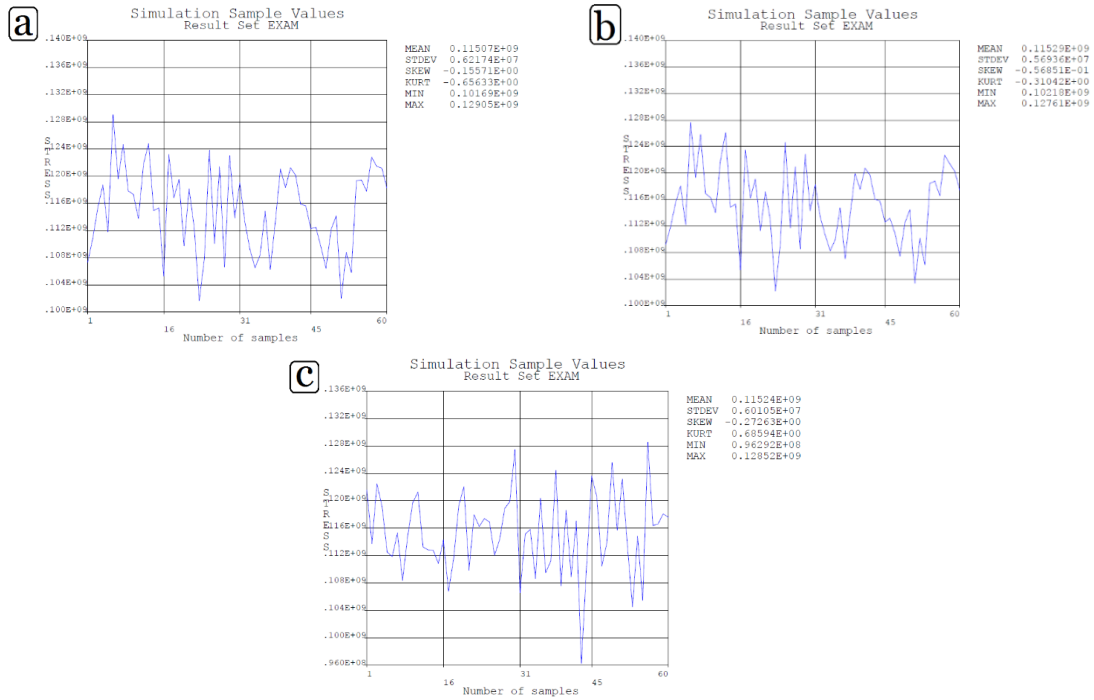 a
Simulation Sample Values
Result Set EXAM
.140E+09
.136E+09
.132E+09
.128E+09
.124E+09
.120E+09
.116E+09
.112E+09
.108E+09
.104E+09
.100E+09
STRESS
1
16
31
45
60
Number of samples
MEAN 0.11507E+09
STDEV 0.62174E+07
SKEW -0.15571E+00
KURT -0.65633E+00
MIN 0.10169E+09
MAX 0.12905E+09
b
Simulation Sample Values
Result Set EXAM
.140E+09
.136E+09
.132E+09
.128E+09
.124E+09
.120E+09
.116E+09
.112E+09
.108E+09
.104E+09
.100E+09
STRESS
1
16
31
45
60
Number of samples
MEAN 0.11529E+09
STDEV 0.56936E+07
SKEW -0.56851E-01
KURT -0.31042E+00
MIN 0.10218E+09
MAX 0.12761E+09
c
Simulation Sample Values
Result Set EXAM
.136E+09
.132E+09
.128E+09
.124E+09
.120E+09
.116E+09
.112E+09
.108E+09
.104E+09
.100E+09
.960E+08
STRESS
1
16
31
45
60
Number of samples
MEAN 0.11524E+09
STDEV 0.60105E+07
SKEW -0.27263E+00
KURT 0.68594E+00
MIN 0.96292E+08
MAX 0.12852E+09